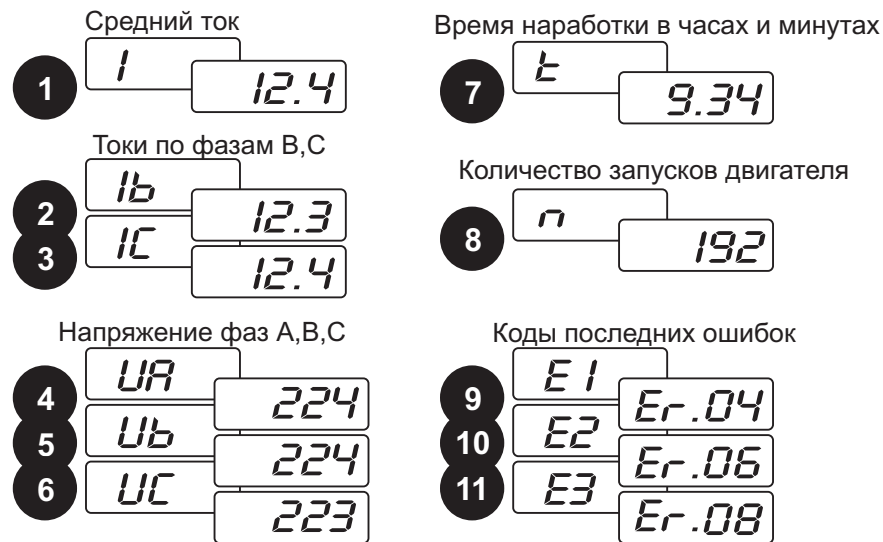 Средний ток
1
I
12.4
Токи по фазам B,C
2
Ib
12.3
3
IC
12.4
Напряжение фаз A,B,C
4
UA
224
5
Ub
224
6
UC
223
Время наработки в часах и минутах
7
t
9.34
Количество запусков двигателя
8
n
192
Коды последних ошибок
9
E1
Er.04
10
E2
Er.06
11
E3
Er.08